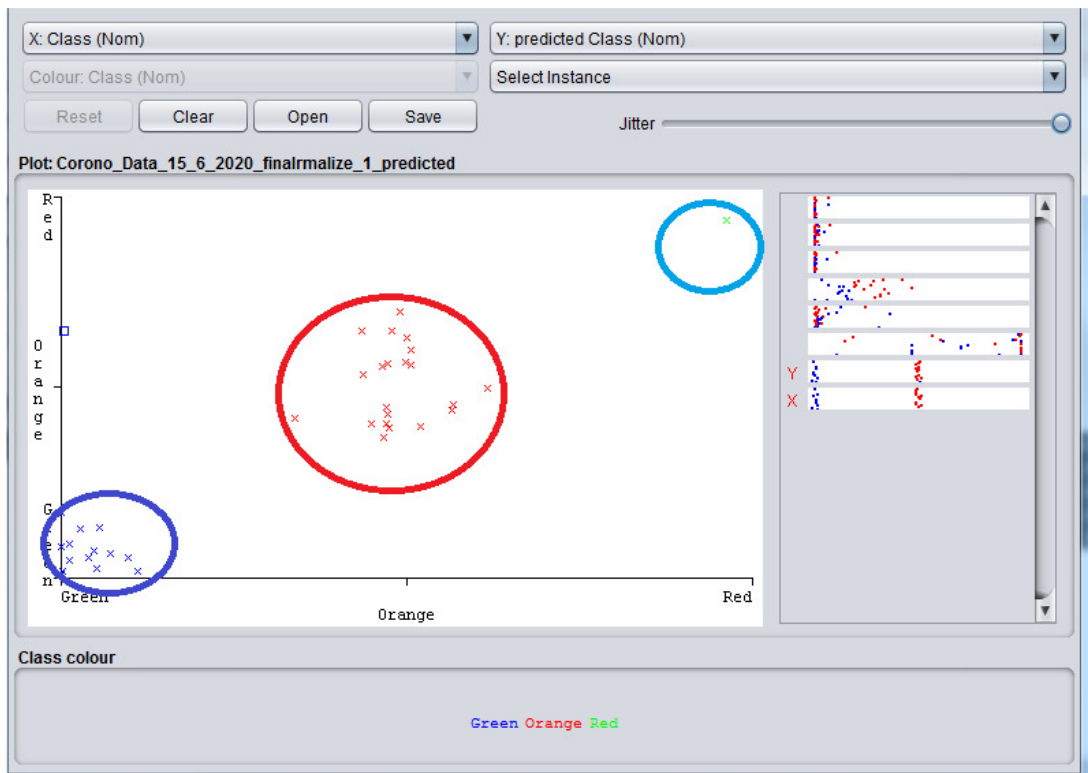 X: Class (Nom)
Y: predicted Class (Nom)
Colour: Class (Nom)
Select Instance
Reset
Clear
Open
Save
Jitter
Plot: Corono_Data_15_6_2020_finalrmalize_1_predicted
Red
Orange
Green
Green
Orange
Red
Y
X
Class colour
Green Orange Red